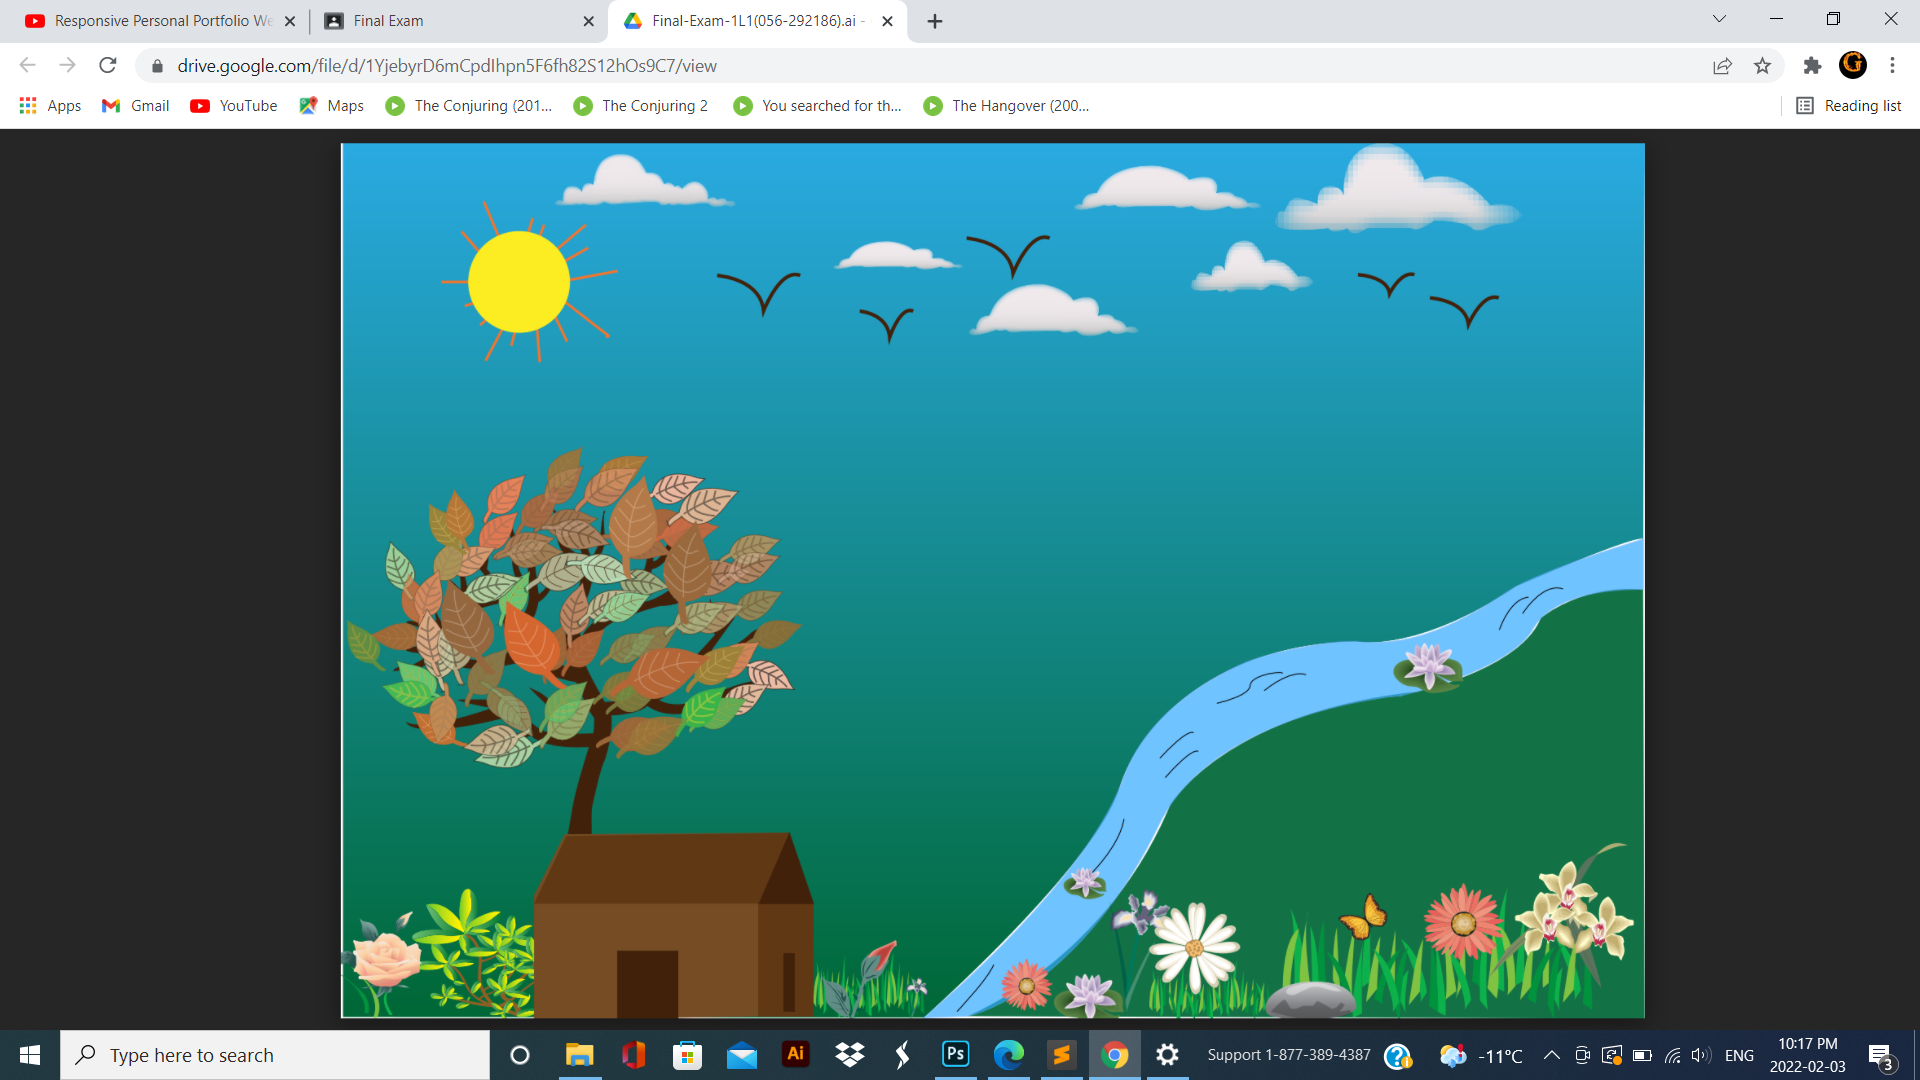 Responsive Personal Portfolio We
Final Exam
Final-Exam-1L1(056-292186).ai -
drive.google.com/file/d/1YjebyrD6mCpdIhpn5F6fh82S12hOs9C7/view
Apps
Gmail
YouTube
Maps
The Conjuring (201...
The Conjuring 2
You searched for th...
The Hangover (200...
Reading list
Type here to search
Ai
Ps
Support 1-877-389-4387
-11°C
ENG
10:17 PM
2022-02-03
3